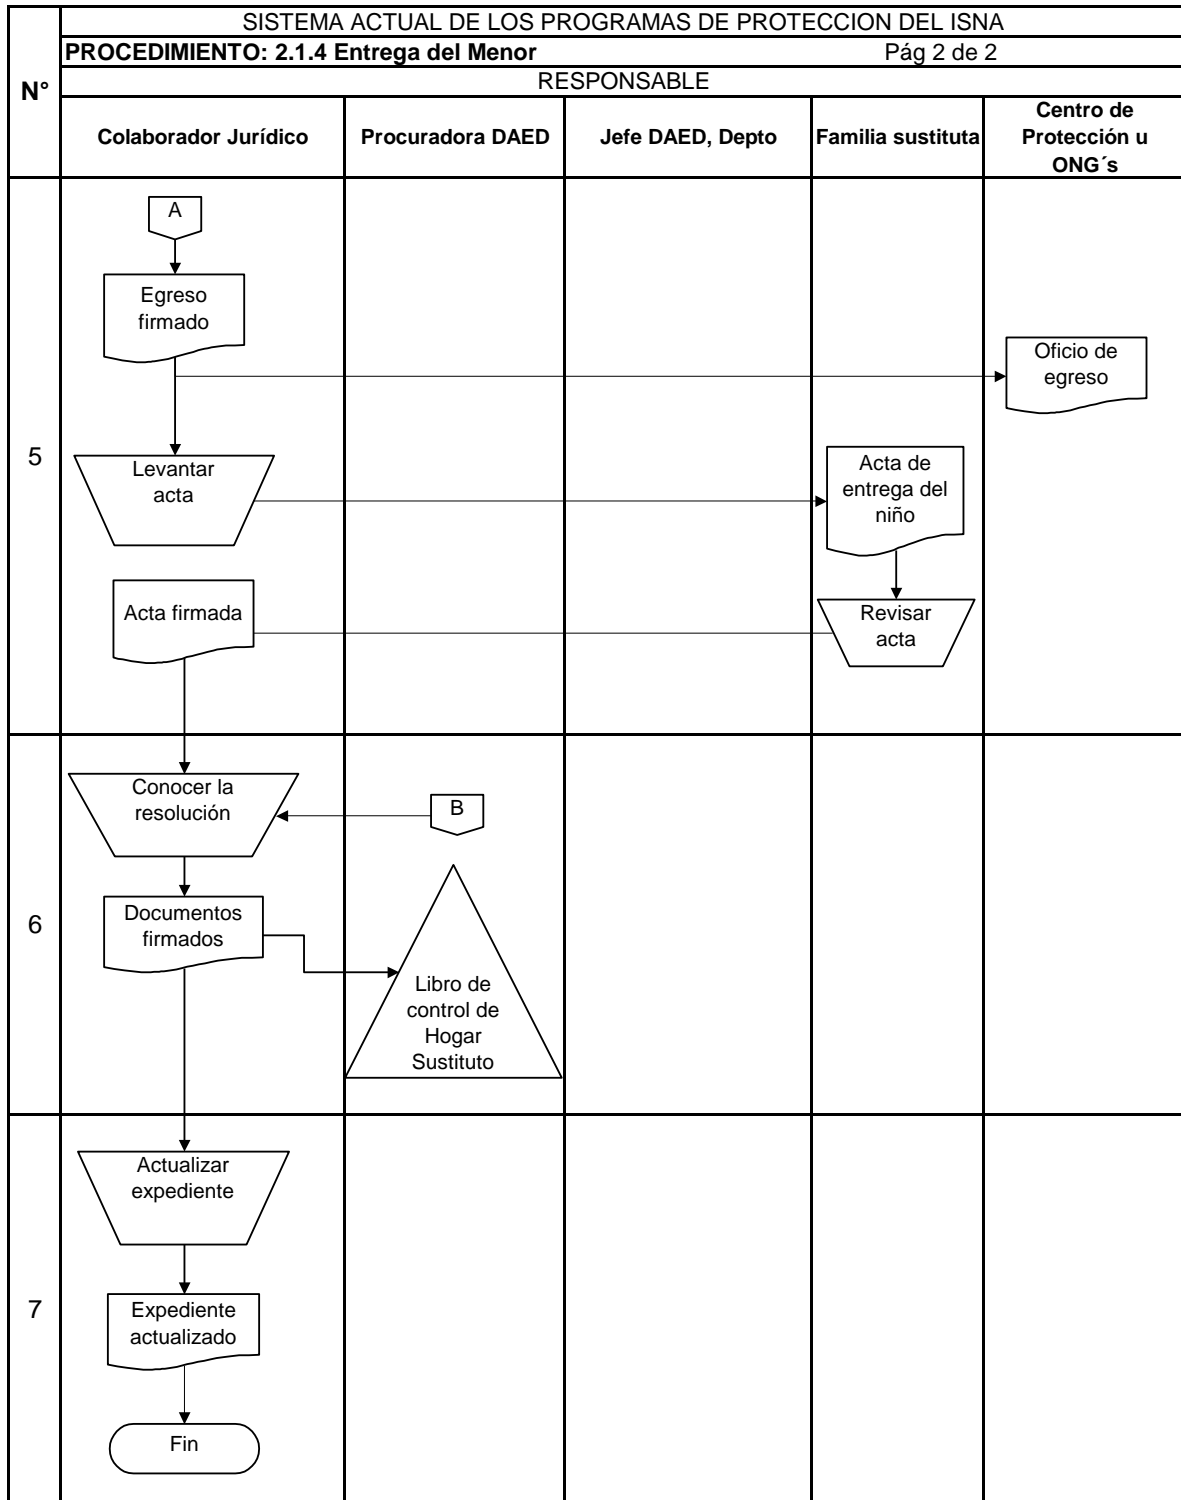 SISTEMA ACTUAL DE LOS PROGRAMAS DE PROTECCION DEL ISNA
PROCEDIMIENTO: 2.1.4 Entrega del Menor Pág 2 de 2
N°
RESPONSABLE
Colaborador Jurídico
Procuradora DAED
Jefe DAED, Depto
Familia sustituta
Centro de
Protección u
ONG´s
A
Egreso
firmado
Oficio de
egreso
5
Levantar
acta
Acta de
entrega del
niño
Acta firmada
Revisar
acta
6
Conocer la
resolución
B
Documentos
firmados
Libro de
control de
Hogar
Sustituto
7
Actualizar
expediente
Expediente
actualizado
Fin